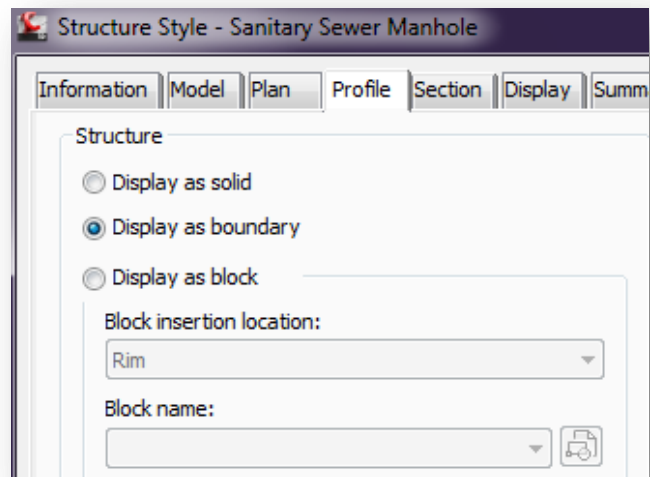 Structure Style - Sanitary Sewer Manhole
Information Model Plan Profile Section Display Summ
Structure
Display as solid
Display as boundary
Display as block
Block insertion location:
Rim
Block name: